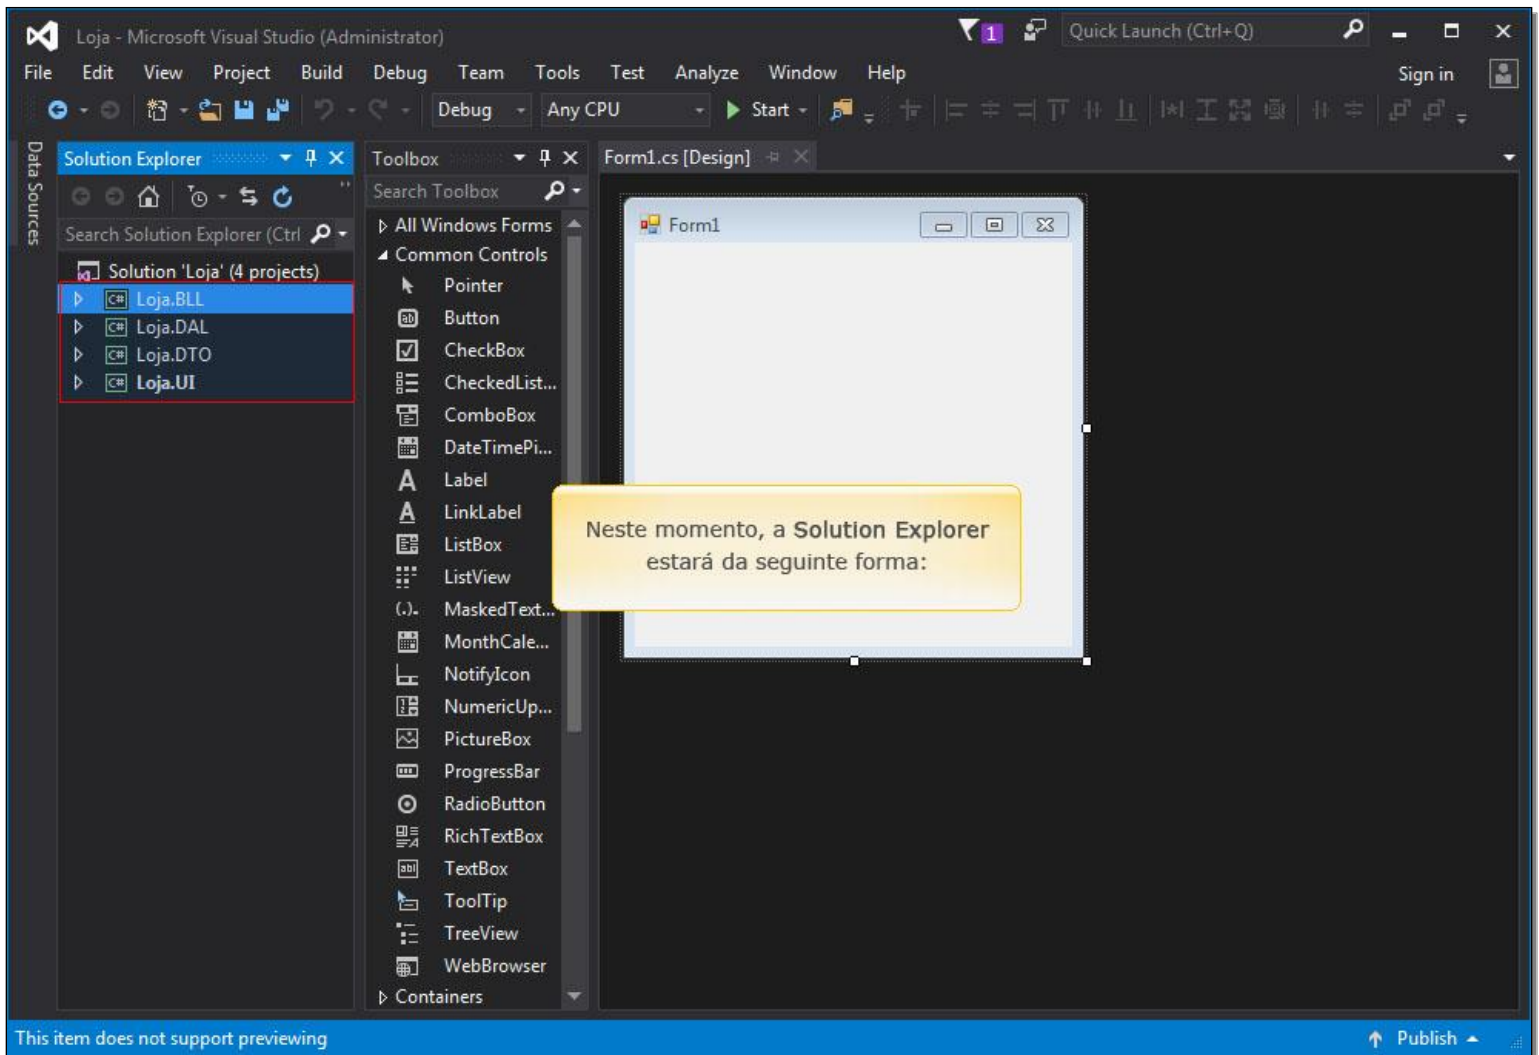 Loja - Microsoft Visual Studio (Administrator)
1
Quick Launch (Ctrl+Q)
File Edit View Project Build Debug Team Tools Test Analyze Window Help
Sign in
Debug Any CPU Start
Data Sources
Solution Explorer
Search Solution Explorer (Ctrl
Solution 'Loja' (4 projects)
Loja.BLL
Loja.DAL
Loja.DTO
Loja.UI
Toolbox
Search Toolbox
All Windows Forms
Common Controls
Pointer
Button
CheckBox
CheckedList...
ComboBox
DateTimePi...
Label
LinkLabel
ListBox
ListView
MaskedText...
MonthCale...
NotifyIcon
NumericUp...
PictureBox
ProgressBar
RadioButton
RichTextBox
TextBox
ToolTip
TreeView
WebBrowser
Containers
Form1.cs [Design]
Form1
Neste momento, a Solution Explorer
estará da seguinte forma:
This item does not support previewing
Publish